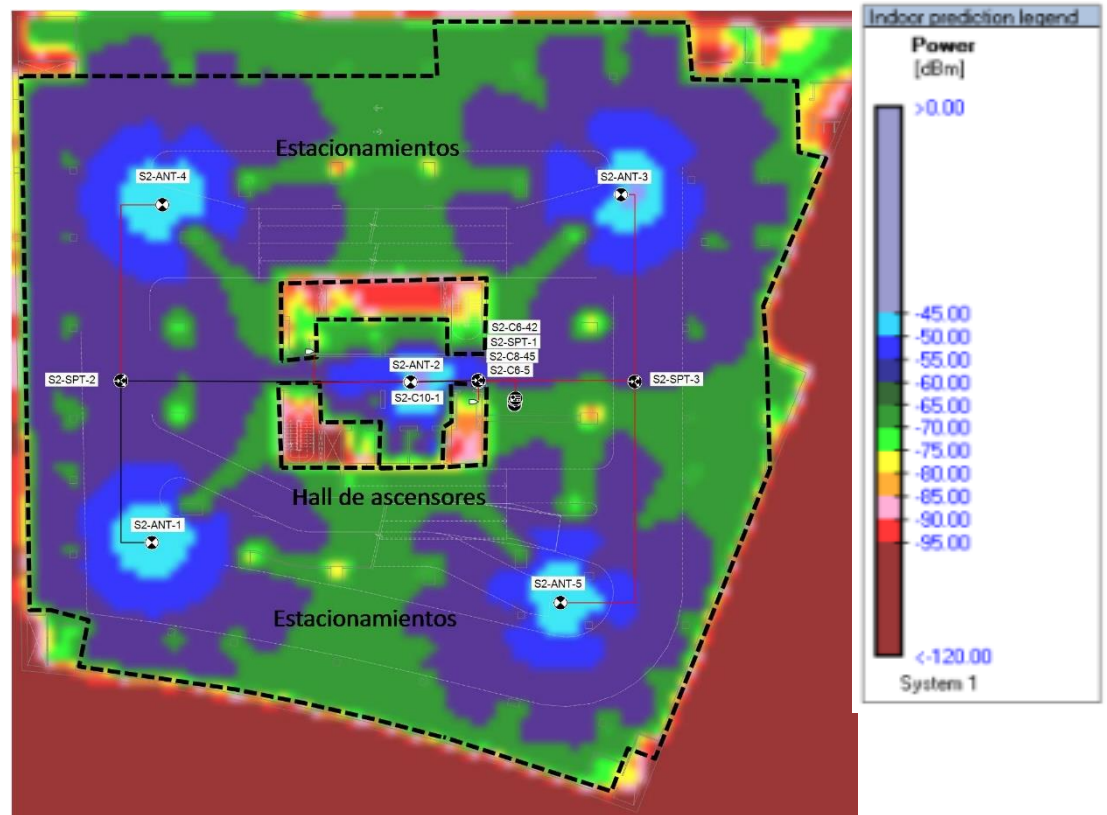 Indoor prediction legend
Power
[dBm]
>0.00
-45.00
-50.00
-55.00
-60.00
-65.00
-70.00
-75.00
-80.00
-85.00
-90.00
-95.00
<-120.00
System 1
Estacionamientos
S2-ANT-4
S2-ANT-3
S2-C6-42
S2-SPT-1
S2-C8-45
S2-C6-5
S2-ANT-2
S2-C10-1
S2-SPT-2
S2-SPT-3
Hall de ascensores
S2-ANT-1
S2-ANT-5
Estacionamientos